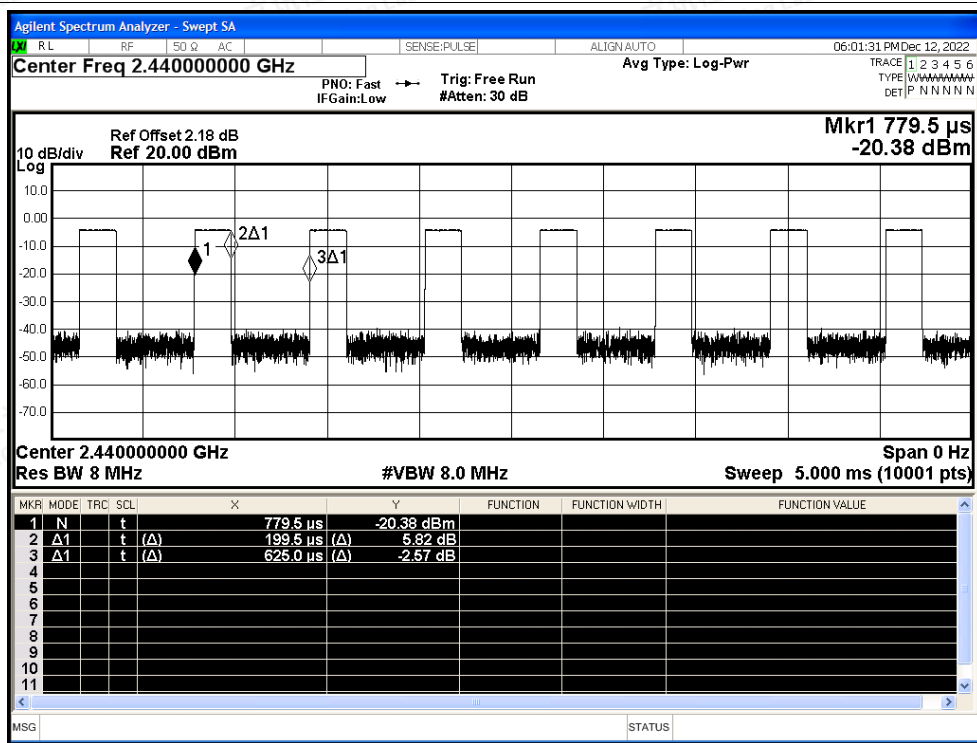 Agilent Spectrum Analyzer - Swept SA
LXI RL RF 50 Ω AC SENSE:PULSE ALIGN AUTO 06:01:31 PM Dec 12, 2022
Center Freq 2.440000000 GHz Avg Type: Log-Pwr TRACE 1 2 3 4 5 6
PNO: Fast Trig: Free Run TYPE WWWWWW
IFGain:Low #Atten: 30 dB DET P N N N N N
Ref Offset 2.18 dB Mkr1 779.5 µs
10 dB/div Ref 20.00 dBm -20.38 dBm
Log
10.0
0.00
2Δ1
-10.0
1
3Δ1
-20.0
-30.0
-40.0
-50.0
-60.0
-70.0
Center 2.440000000 GHz Span 0 Hz
Res BW 8 MHz #VBW 8.0 MHz Sweep 5.000 ms (10001 pts)
MKR MODE TRC SCL X Y FUNCTION FUNCTION WIDTH FUNCTION VALUE
1 N t 779.5 µs -20.38 dBm
2 Δ1 t (Δ) 199.5 µs (Δ) 5.82 dB
3 Δ1 t (Δ) 625.0 µs (Δ) -2.57 dB
4
5
6
7
8
9
10
11
MSG STATUS